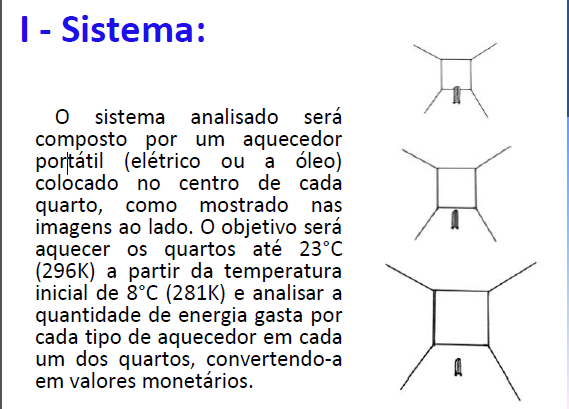 I - Sistema:
O sistema analisado será
composto por um aquecedor
portátil (elétrico ou a óleo)
colocado no centro de cada
quarto, como mostrado nas
imagens ao lado. O objetivo será
aquecer os quartos até 23°C
(296K) a partir da temperatura
inicial de 8°C (281K) e analisar a
quantidade de energia gasta por
cada tipo de aquecedor em cada
um dos quartos, convertendo-a
em valores monetários.